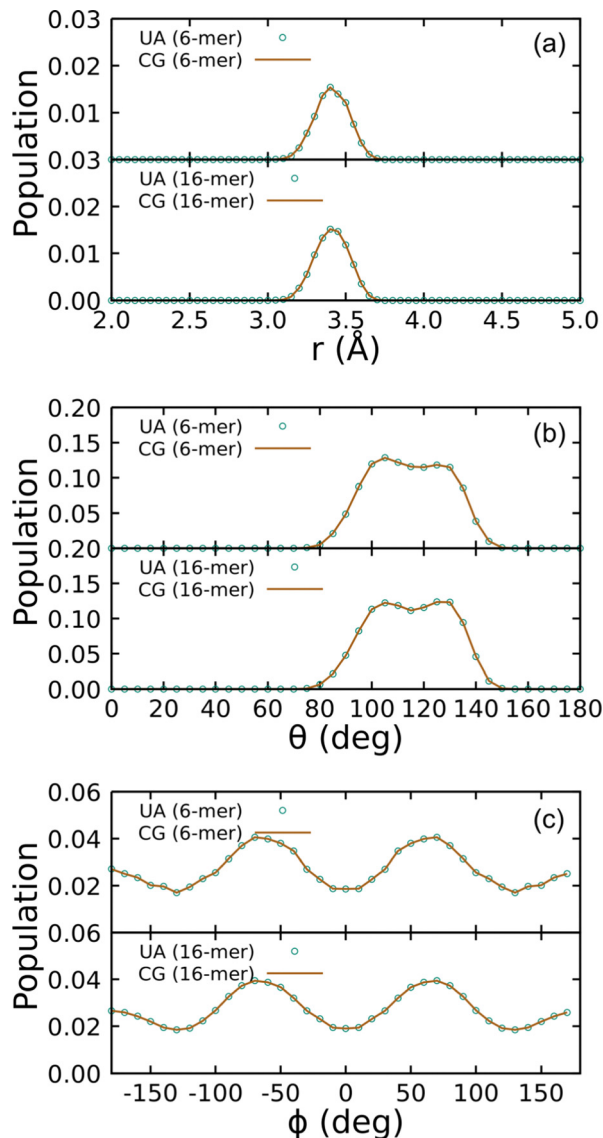 0.03
UA (6-mer)
(a)
CG (6-mer)
0.02
0.01
0.03
UA (16-mer)
CG (16-mer)
0.02
0.01
0.00
Population
2.0 2.5 3.0 3.5 4.0 4.5 5.0
r (Å)
0.20
UA (6-mer)
(b)
CG (6-mer)
0.15
0.10
0.05
0.20
UA (16-mer)
CG (16-mer)
0.15
0.10
0.05
0.00
Population
0 20 40 60 80 100 120 140 160 180
θ (deg)
0.06
UA (6-mer)
(c)
CG (6-mer)
0.04
0.02
0.06
UA (16-mer)
CG (16-mer)
0.04
0.02
0.00
Population
-150 -100 -50 0 50 100 150
ϕ (deg)